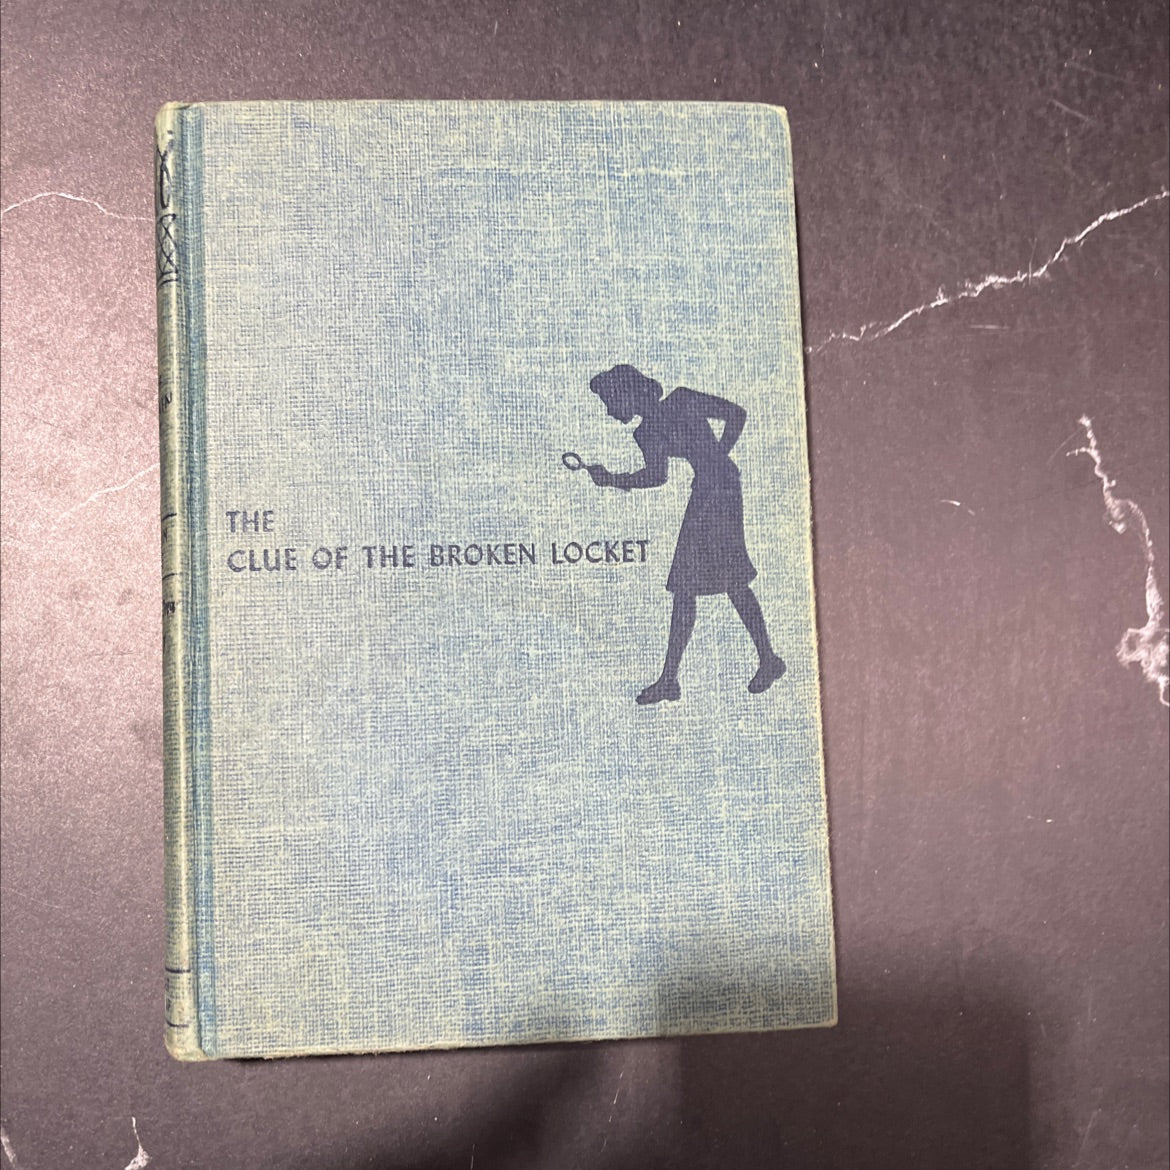 THE
CLUE OF THE BROKEN LOCKET